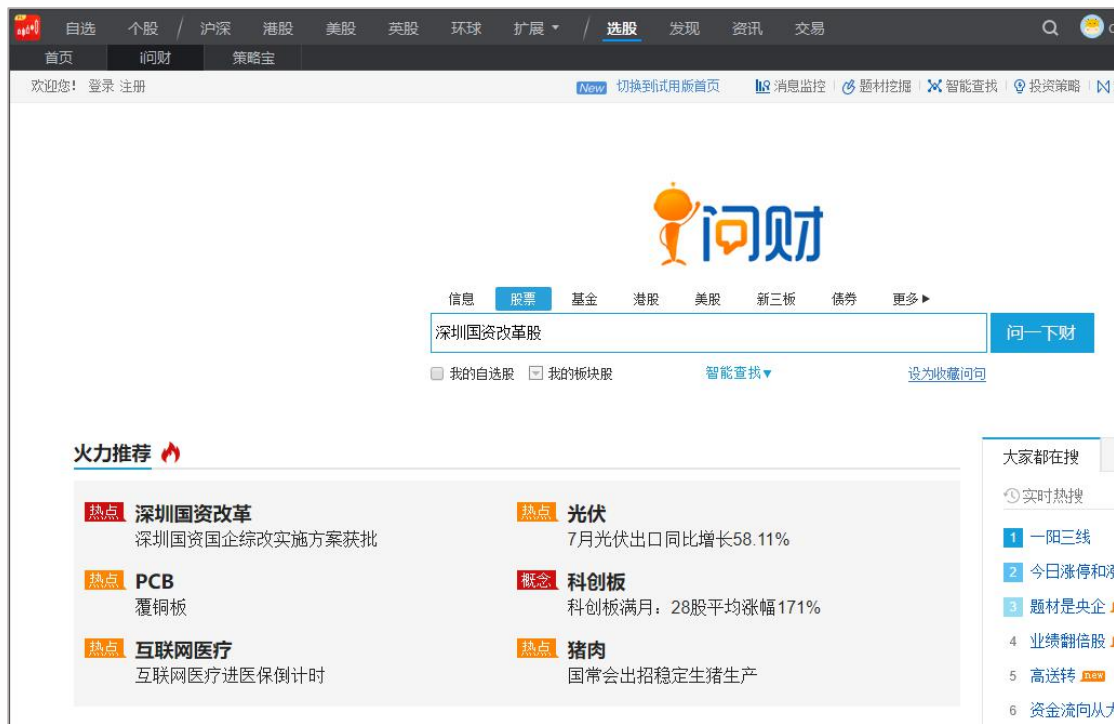 自选 个股 沪深 港股 美股 英股 环球 扩展 选股 发现 资讯 交易
首页 i问财 策略宝
欢迎您! 登录 注册 New 切换到试用版首页 消息监控 题材挖掘 智能查找 投资策略
i问财
信息 股票 基金 港股 美股 新三板 债券 更多
深圳国资改革股 问一下财
我的自选股 我的板块股 智能查找 设为收藏问句
火力推荐
热点 深圳国资改革
深圳国资国企综改实施方案获批
热点 光伏
7月光伏出口同比增长58.11%
热点 PCB
覆铜板
概念 科创板
科创板满月:28股平均涨幅171%
热点 互联网医疗
互联网医疗进医保倒计时
热点 猪肉
国常会出招稳定生猪生产
大家都在搜
实时热搜
1 一阳三线
2 今日涨停和
3 题材是央企
4 业绩翻倍股
5 高送转 new
6 资金流向从